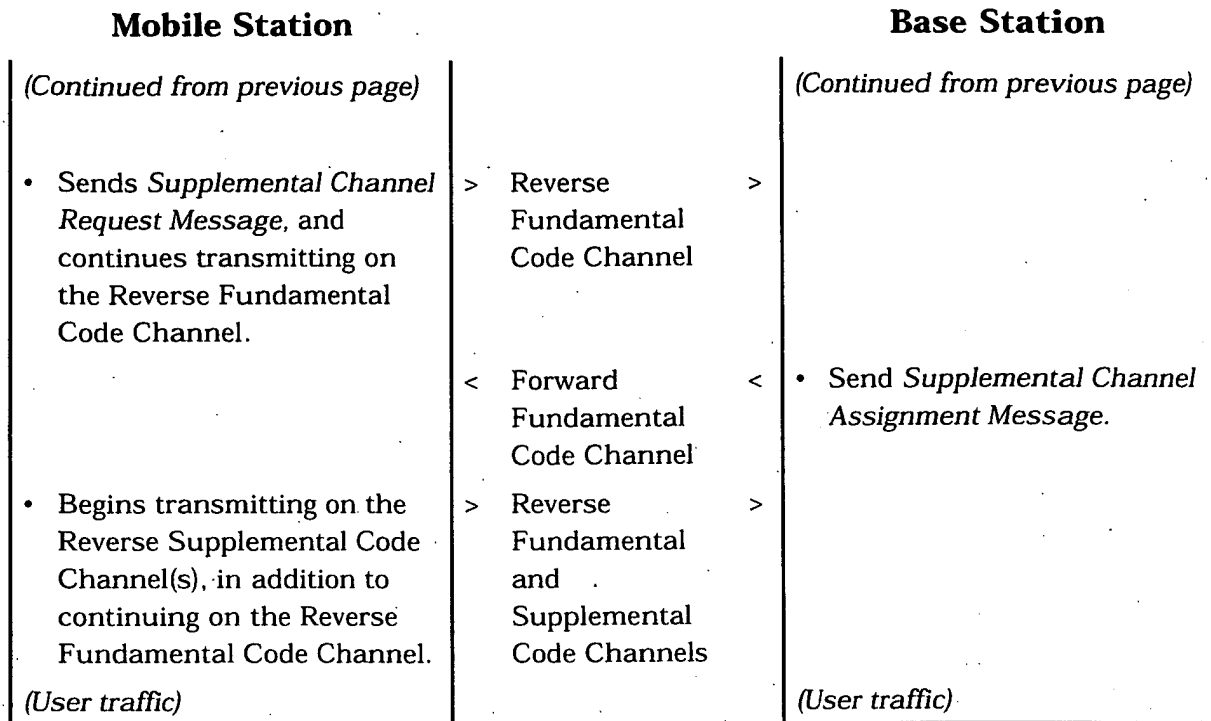 Mobile Station
Base Station
(Continued from previous page)
(Continued from previous page)
• Sends Supplemental Channel > Reverse >
Request Message, and Fundamental
continues transmitting on Code Channel
the Reverse Fundamental
Code Channel.
< Forward < • Send Supplemental Channel
Fundamental Assignment Message.
Code Channel
• Begins transmitting on the > Reverse >
Reverse Supplemental Code Fundamental
Channel(s), in addition to and
continuing on the Reverse Supplemental
Fundamental Code Channel. Code Channels
(User traffic)
(User traffic)